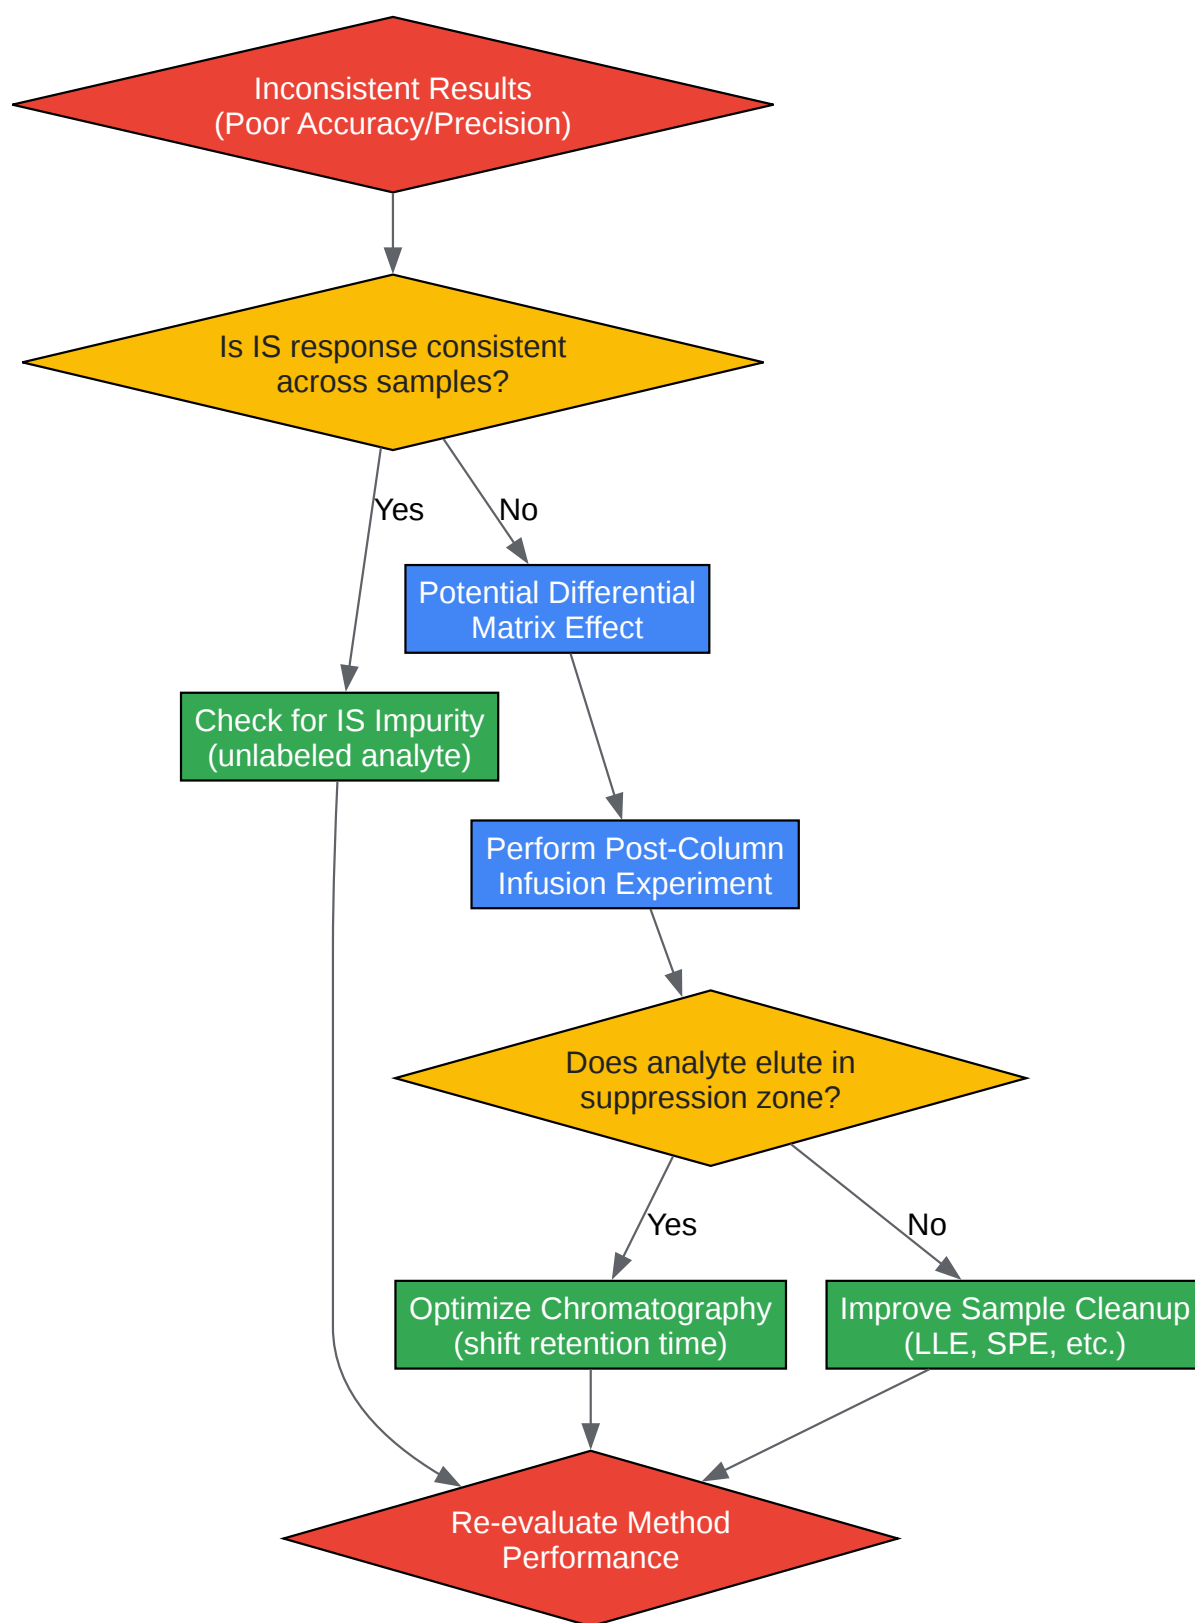 Inconsistent Results
(Poor Accuracy/Precision)
Is IS response consistent
across samples?
Yes
No
Potential Differential
Matrix Effect
Check for IS Impurity
(unlabeled analyte)
Perform Post-Column
Infusion Experiment
Does analyte elute in
suppression zone?
Yes
No
Optimize Chromatography
(shift retention time)
Improve Sample Cleanup
(LLE, SPE, etc.)
Re-evaluate Method
Performance